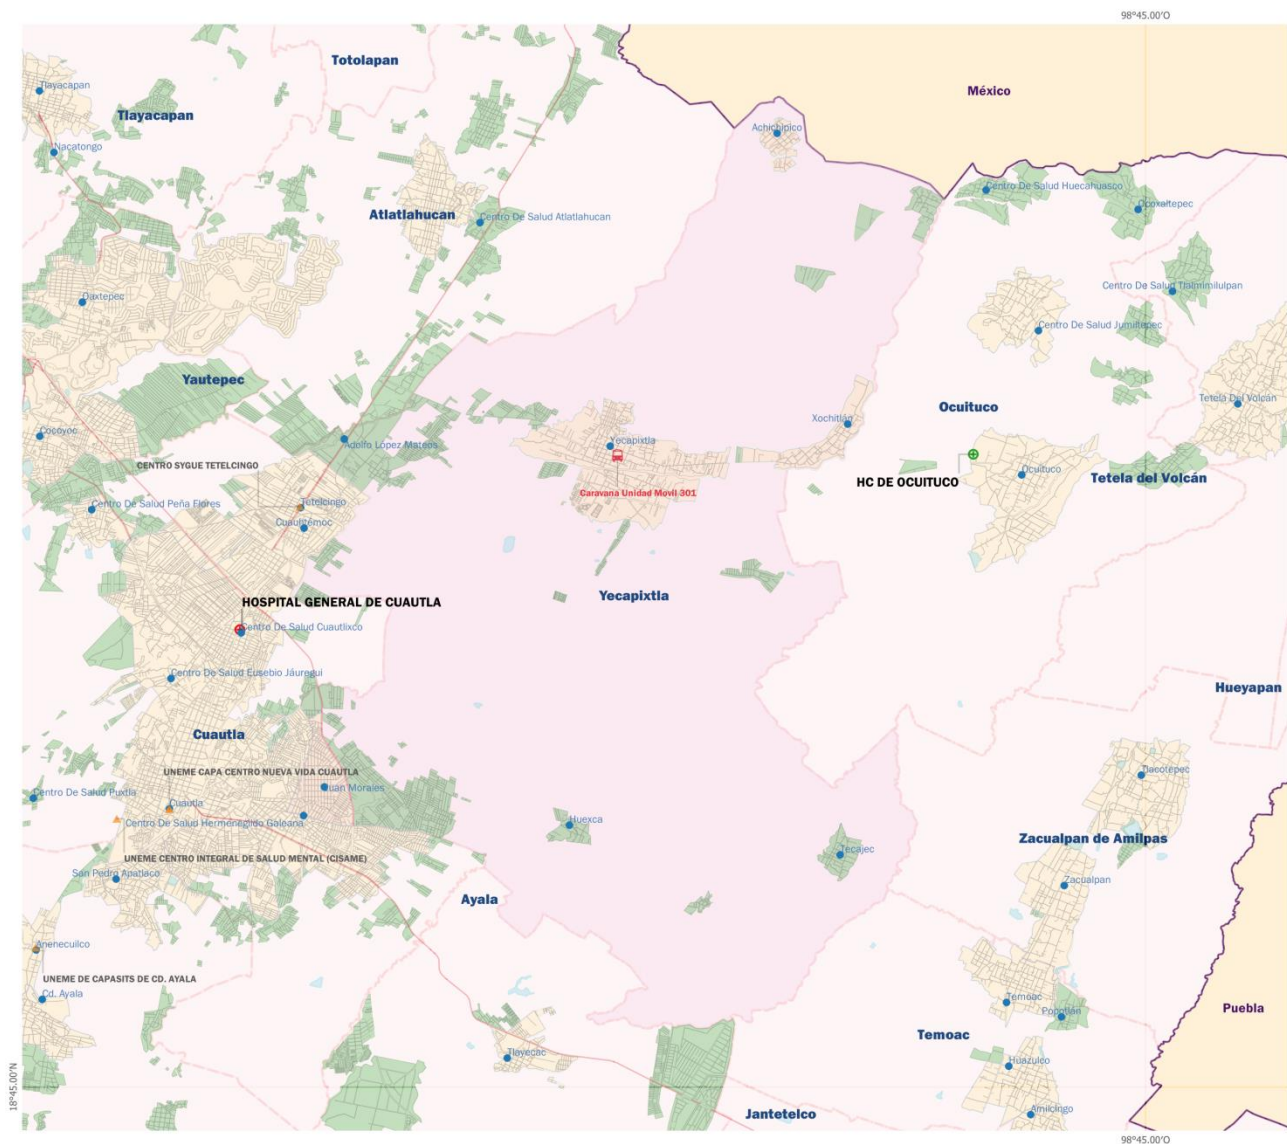 98°45.00'O
Totolapan
México
Tlayacapan
Tlayacapan
Achichipico
Nacatongo
Centro De Salud Huecahuasco
Ocoxaltepec
Atlatlahucan
Centro De Salud Atlatlahucan
Centro De Salud Tlalmimilulpan
Oaxtepec
Centro De Salud Jumiltepec
Yautepec
Tetela Del Volcán
Ocuituco
Xochitlán
Cocoyoc
Adolfo López Mateos
Yecapixtla
CENTRO SYGUE TETELCINGO
Ocuituco
Tetela del Volcán
HC DE OCUITUCO
Caravana Unidad Movil 301
Centro De Salud Peña Flores
Tetelcingo
Cuautgémoc
Yecapixtla
HOSPITAL GENERAL DE CUAUTLA
Centro De Salud Cuautlixco
Centro De Salud Eusebio Jáuregui
Hueyapan
Cuautla
UNEME CAPA CENTRO NUEVA VIDA CUAUTLA
Tlacotepec
Juan Morales
Centro De Salud Puxtla
Cuautla
Centro De Salud Hermenegildo Galeana
Huexca
Zacualpan de Amilpas
Tecajec
UNEME CENTRO INTEGRAL DE SALUD MENTAL (CISAME)
San Pedro Apatlaco
Zacualpan
Ayala
Anenecuilco
UNEME DE CAPASITS DE CD. AYALA
Cd. Ayala
Temoac
Popotlán
Puebla
Temoac
Tlayecac
Huazulco
18°45.00'N
Jantetelco
Amilcingo
98°45.00'O